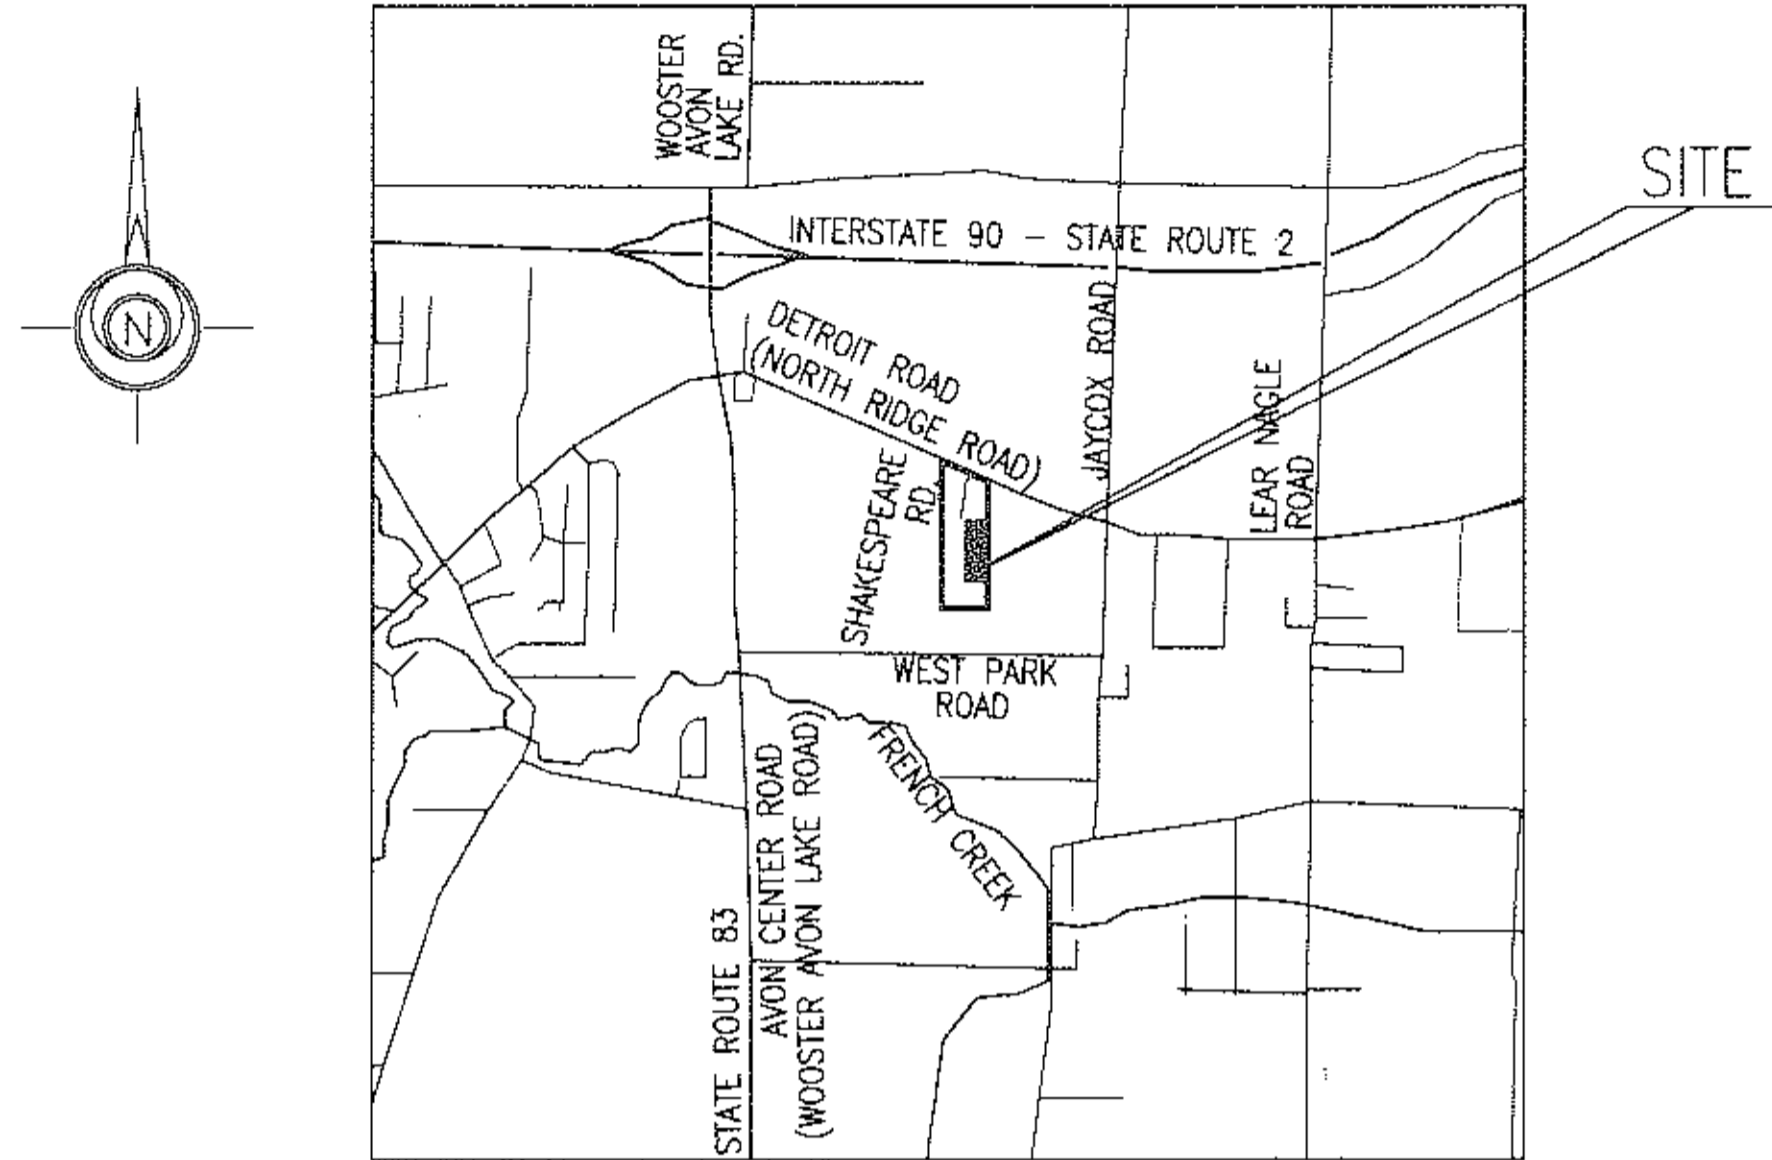 WOOSTER
AVON
LAKE RD.
SITE
INTERSTATE 90 - STATE ROUTE 2
N
DETROIT ROAD
(NORTH RIDGE ROAD)
JAYCOX ROAD
LEAR NAGLE
ROAD
SHAKESPEARE
RD.
WEST PARK
ROAD
FRENCH CREEK
STATE ROUTE 83
AVON CENTER ROAD
(WOOSTER AVON LAKE ROAD)